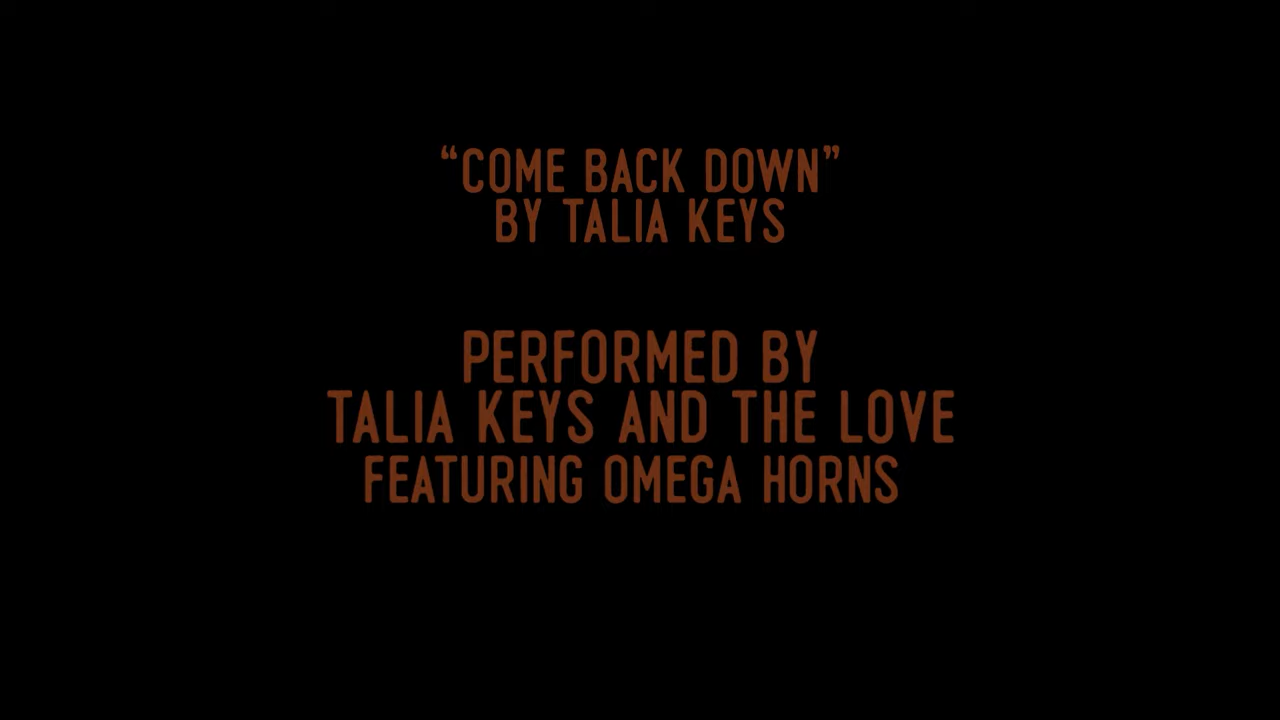 “COME BACK DOWN”
BY TALIA KEYS
PERFORMED BY
TALIA KEYS AND THE LOVE
FEATURING OMEGA HORNS